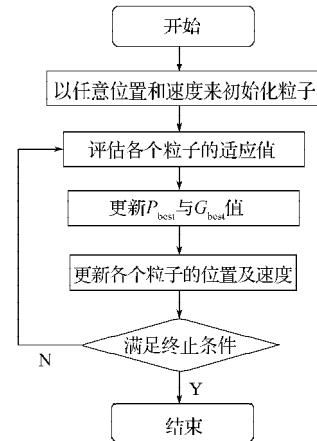 开始
以任意位置和速度来初始化粒子
评估各个粒子的适应值
更新Pbest与Gbest值
更新各个粒子的位置及速度
满足终止条件
N
Y
结束